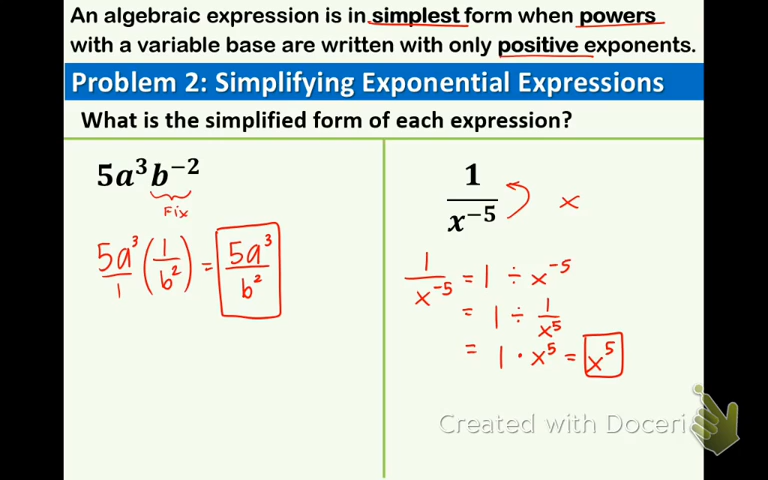 An algebraic expression is in simplest form when powers
with a variable base are written with only positive exponents.
Problem 2: Simplifying Exponential Expressions
What is the simplified form of each expression?
5a³b⁻²
Fix
5a³/1 (1/b²) = 5a³/b²
1/x⁻⁵ x
1/x⁻⁵ = 1 ÷ x⁻⁵
= 1 ÷ 1/x⁵
= 1 · x⁵ = x⁵
Created with Doceri